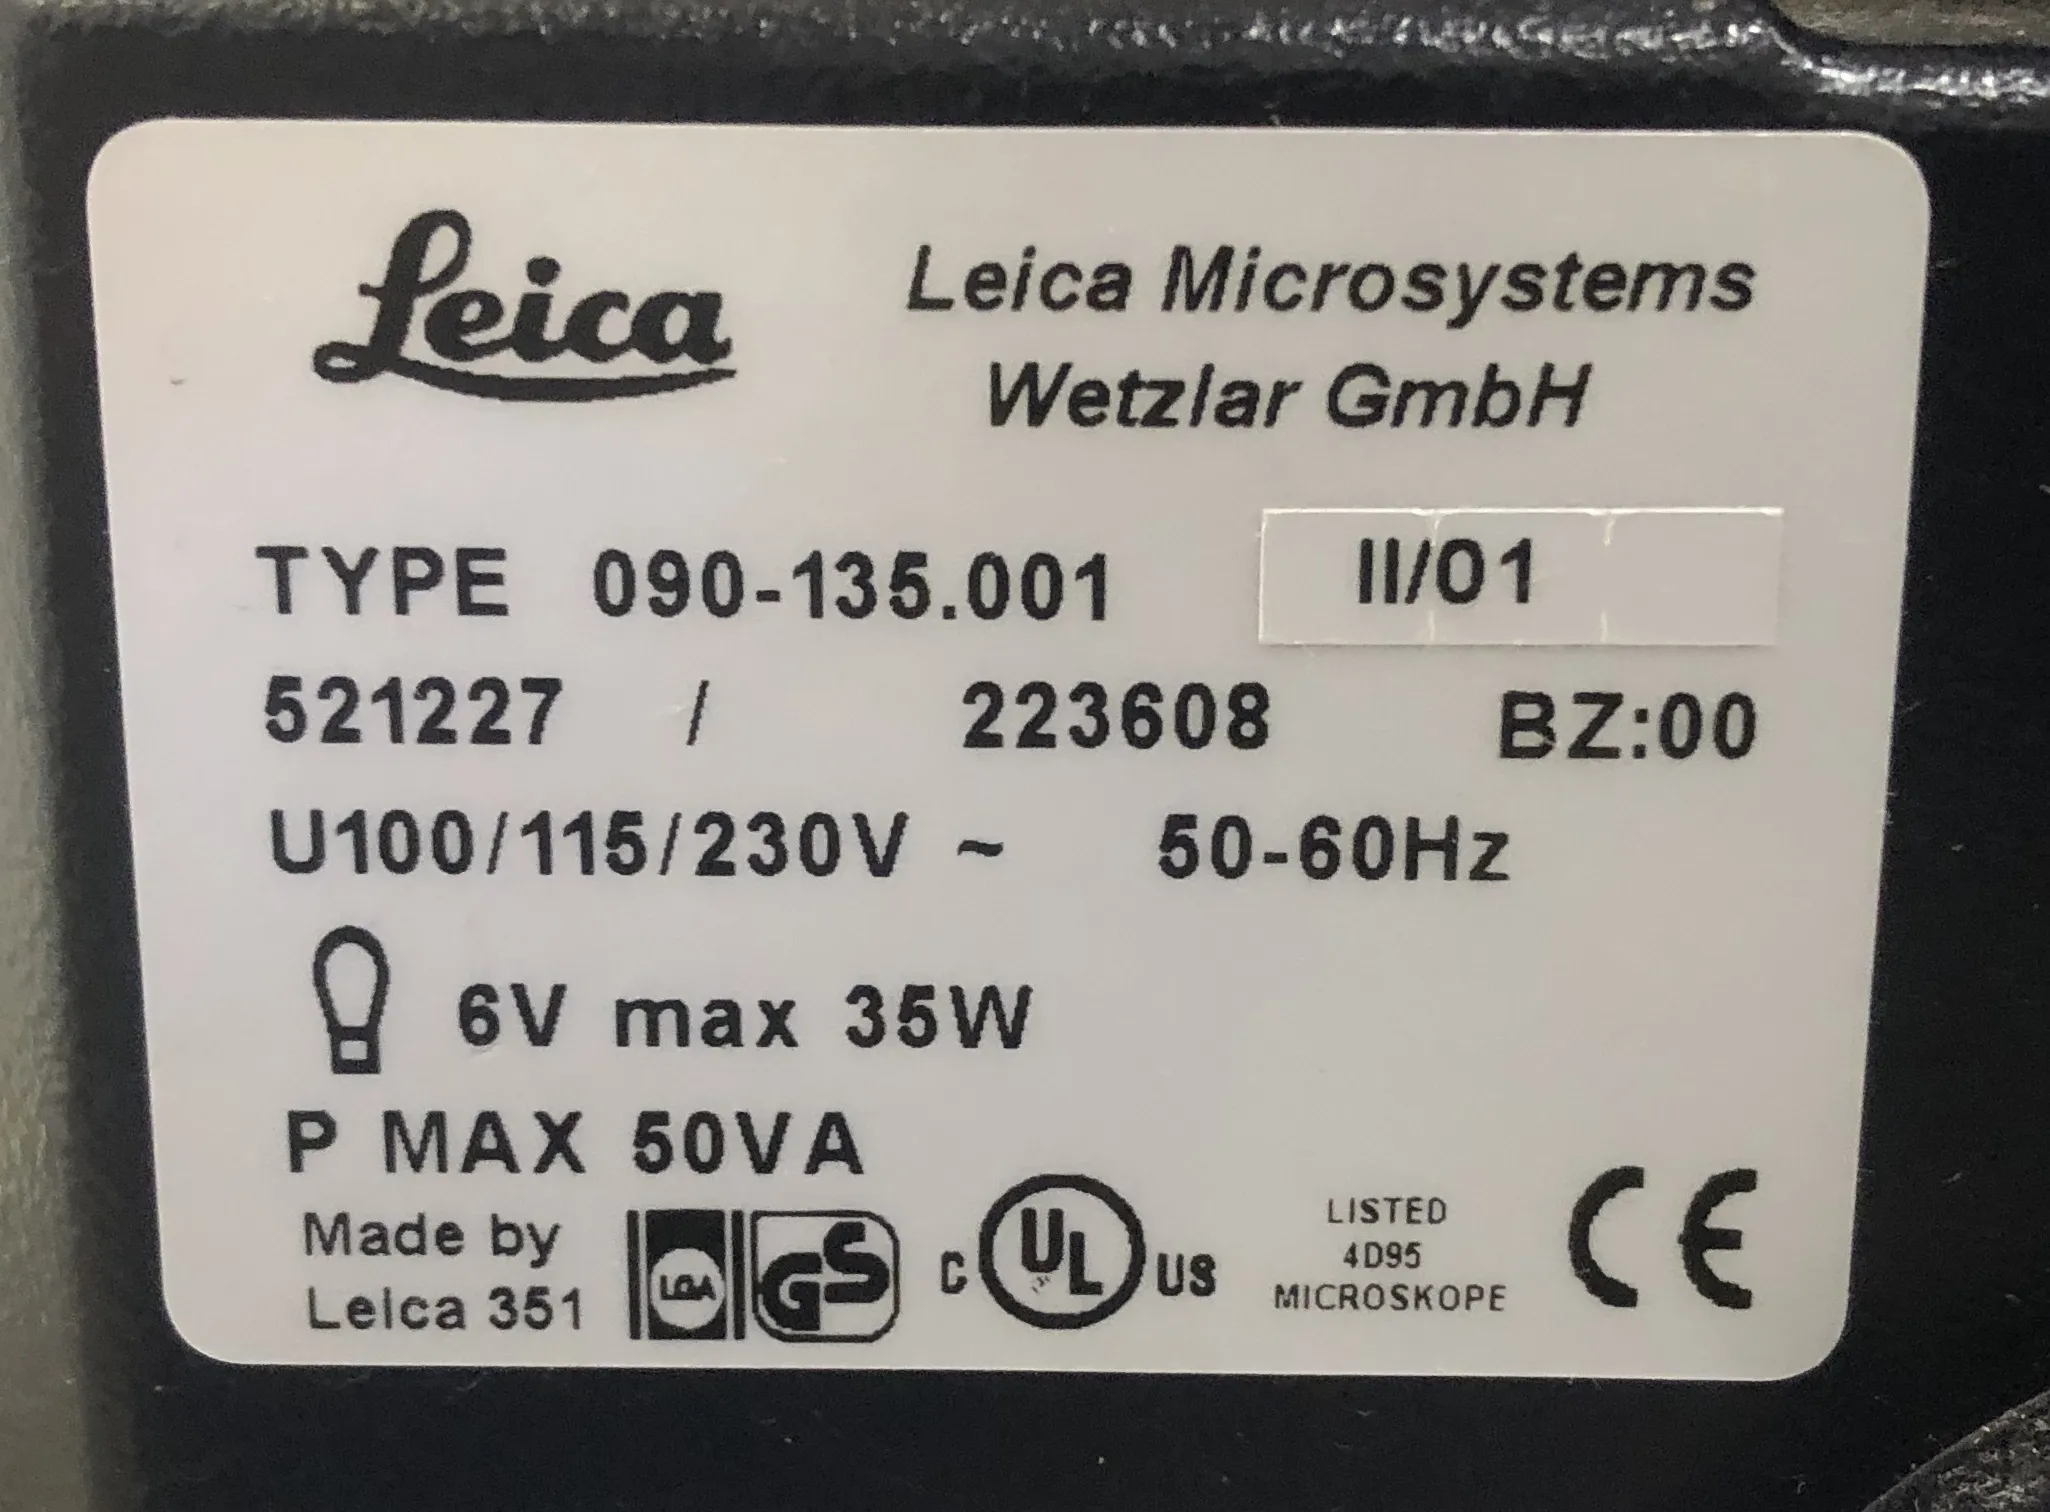 Leica
Leica Microsystems
Wetzlar GmbH
TYPE 090-135.001 II/01
521227 / 223608 BZ:00
U100/115/230V ~ 50-60Hz
6V max 35W
P MAX 50VA
Made by
Leica 351
LGA
GS
C UL US
LISTED
4D95
MICROSKOPE
CE